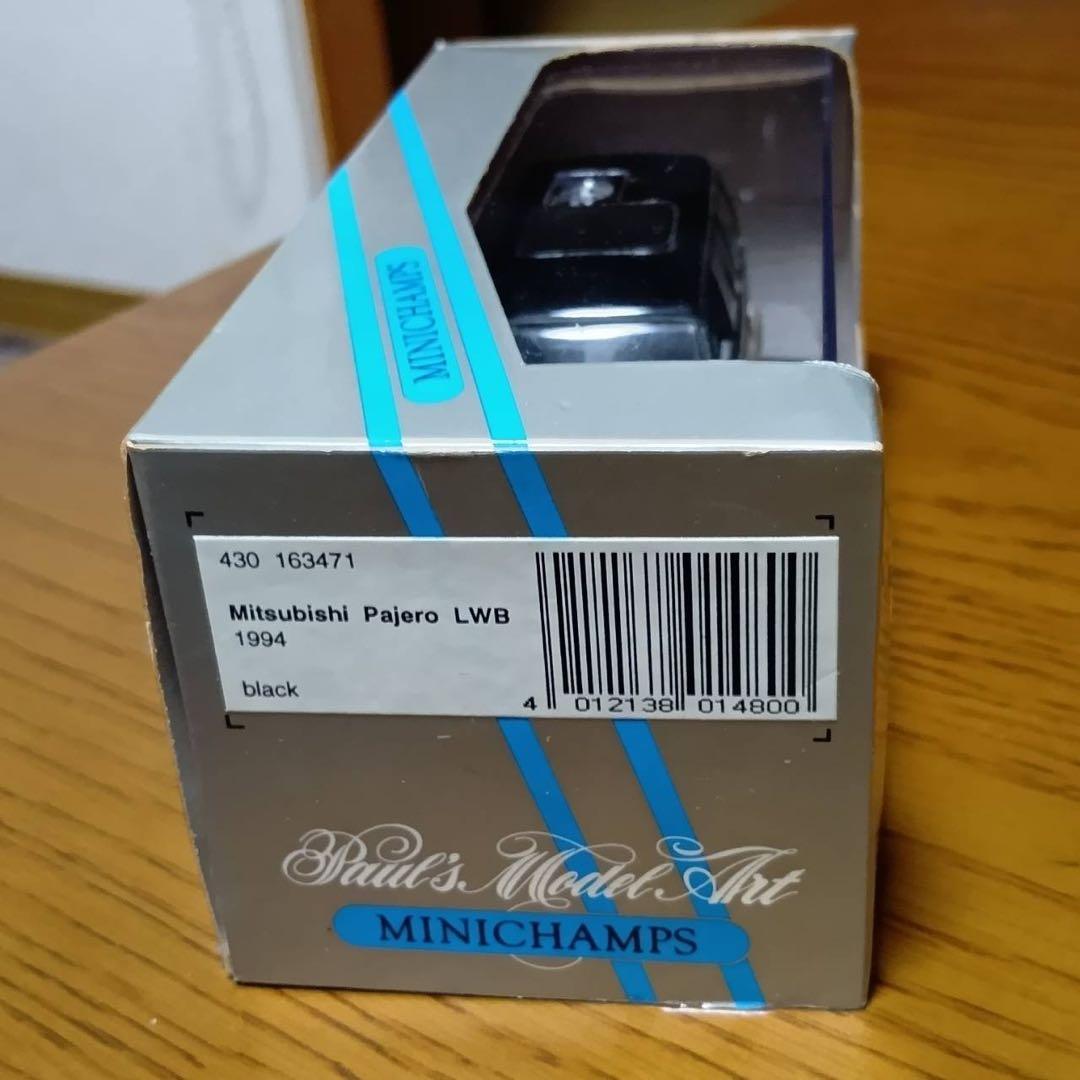 MINICHAMPS
430 163471
Mitsubishi Pajero LWB
1994
black
4 012138 014800
Paul's Model Art
MINICHAMPS